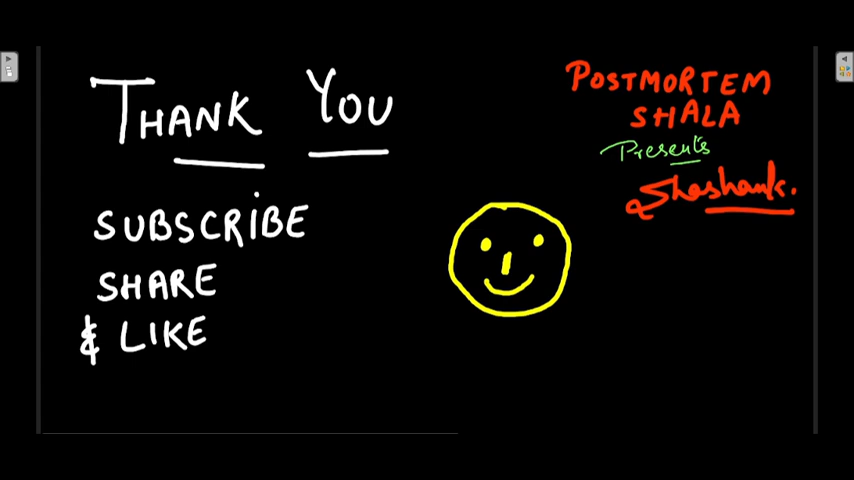 THANK YOU
SUBSCRiBE
SHARE
& LIKE
POSTMORTEM
SHALA
Presents
Shashank.